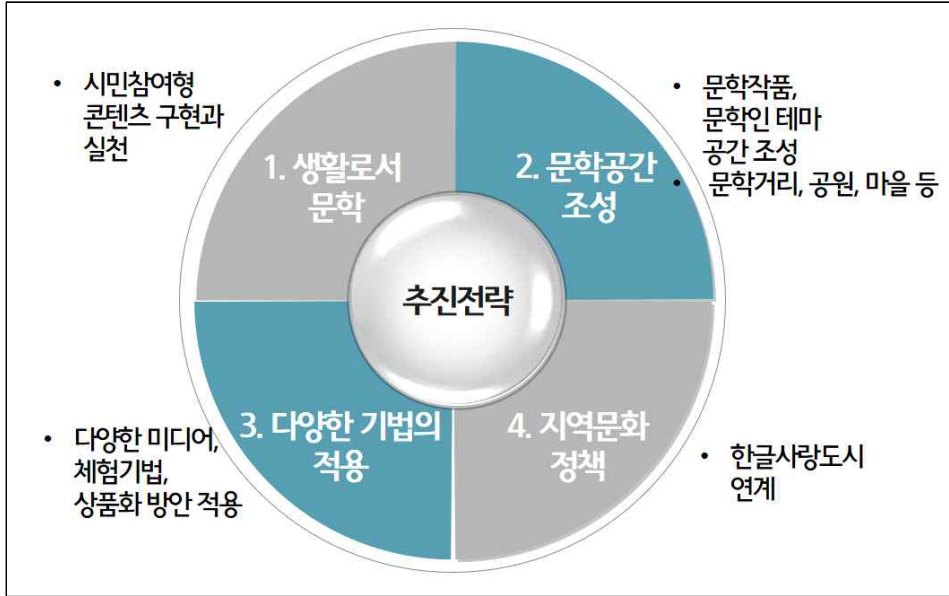 • 시민참여형
콘텐츠 구현과
실천
1. 생활로서
문학
2. 문학공간
조성
• 문학작품,
문학인 테마
공간 조성
• 문학거리, 공원, 마을 등
추진전략
3. 다양한 기법의
적용
• 다양한 미디어,
체험기법,
상품화 방안 적용
4. 지역문화
정책
• 한글사랑도시
연계